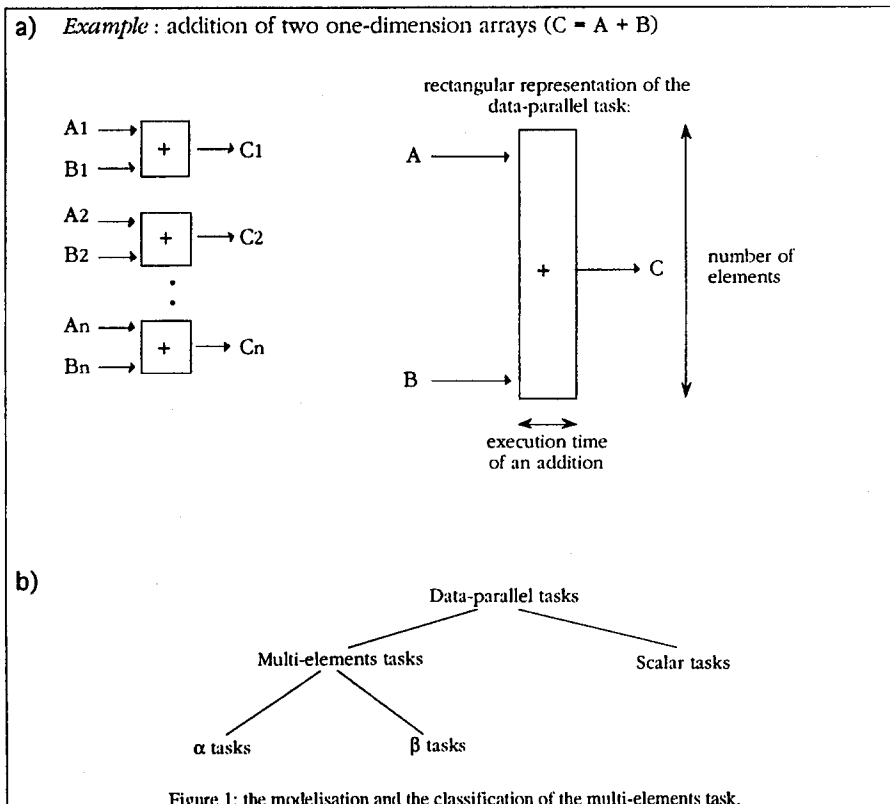 a) Example : addition of two one-dimension arrays (C = A + B)
rectangular representation of the
data-parallel task:
A1
B1
+
C1
A2
B2
+
C2
An
Bn
+
Cn
A
B
+
C
number of
elements
execution time
of an addition
b)
Data-parallel tasks
Multi-elements tasks
Scalar tasks
α tasks
β tasks
Figure 1: the modelisation and the classification of the multi-elements task.